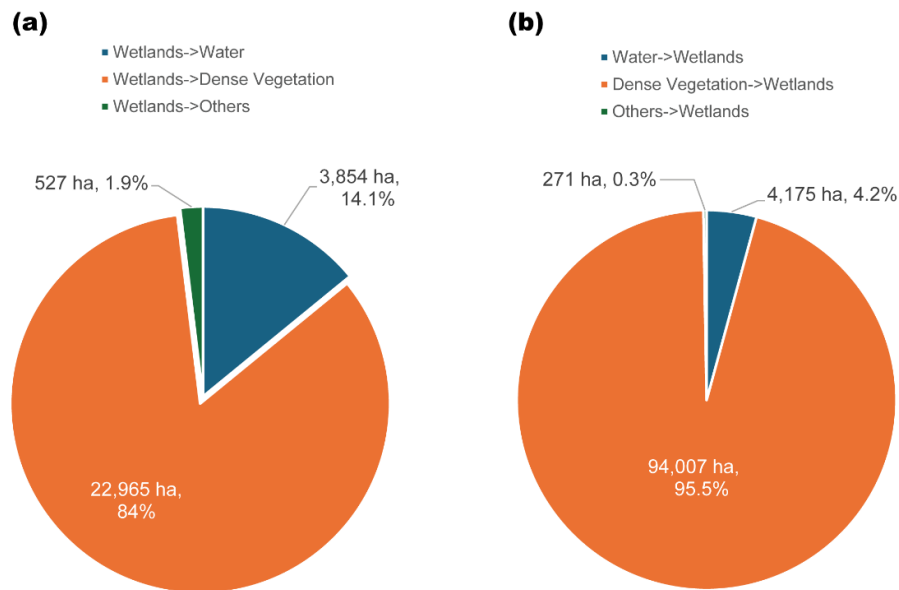 (a)
Wetlands->Water
Wetlands->Dense Vegetation
Wetlands->Others
527 ha, 1.9%
3,854 ha,
14.1%
22,965 ha,
84%
(b)
Water->Wetlands
Dense Vegetation->Wetlands
Others->Wetlands
271 ha, 0.3%
4,175 ha, 4.2%
94,007 ha,
95.5%